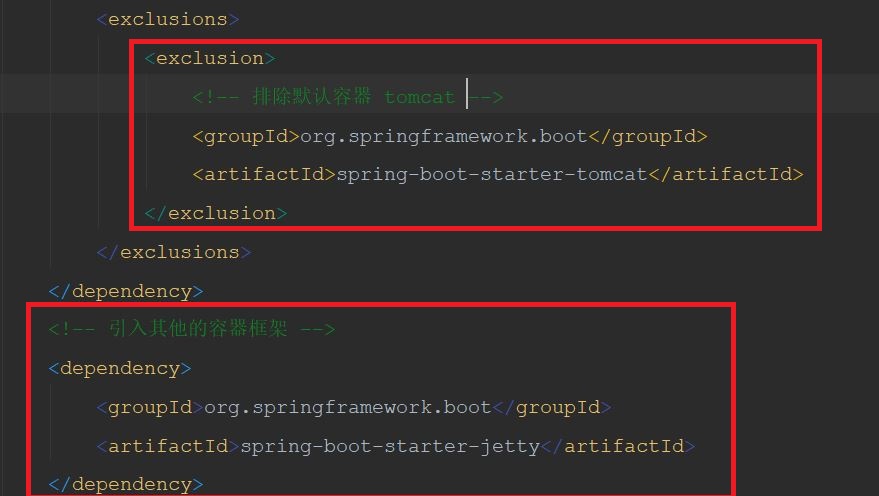 <exclusions>
<exclusion>
<!-- 排除默认容器 tomcat -->
<groupId>org.springframework.boot</groupId>
<artifactId>spring-boot-starter-tomcat</artifactId>
</exclusion>
</exclusions>
</dependency>
<!-- 引入其他的容器框架 -->
<dependency>
<groupId>org.springframework.boot</groupId>
<artifactId>spring-boot-starter-jetty</artifactId>
</dependency>